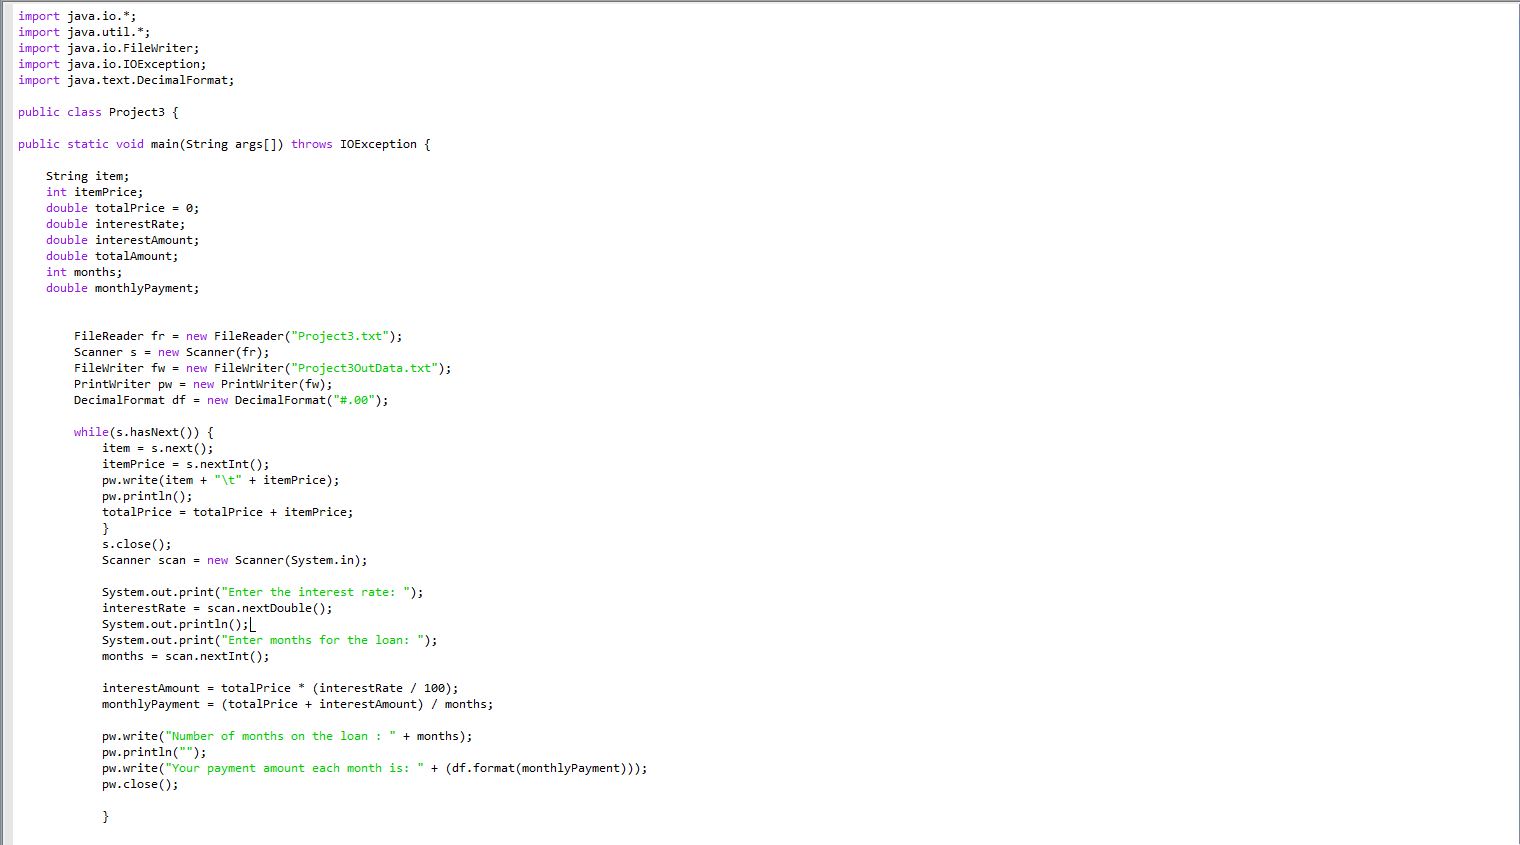 import java.io.*;
import java.util.*;
import java.io.FileWriter;
import java.io.IOException;
import java.text.DecimalFormat;

public class Project3 {

public static void main(String args[]) throws IOException {

    String item;
    int itemPrice;
    double totalPrice = 0;
    double interestRate;
    double interestAmount;
    double totalAmount;
    int months;
    double monthlyPayment;


        FileReader fr = new FileReader("Project3.txt");
        Scanner s = new Scanner(fr);
        FileWriter fw = new FileWriter("Project3OutData.txt");
        PrintWriter pw = new PrintWriter(fw);
        DecimalFormat df = new DecimalFormat("#.00");

        while(s.hasNext()) {
            item = s.next();
            itemPrice = s.nextInt();
            pw.write(item + "\t" + itemPrice);
            pw.println();
            totalPrice = totalPrice + itemPrice;
            }
            s.close();
            Scanner scan = new Scanner(System.in);

            System.out.print("Enter the interest rate: ");
            interestRate = scan.nextDouble();
            System.out.println();
            System.out.print("Enter months for the loan: ");
            months = scan.nextInt();

            interestAmount = totalPrice * (interestRate / 100);
            monthlyPayment = (totalPrice + interestAmount) / months;

            pw.write("Number of months on the loan : " + months);
            pw.println("");
            pw.write("Your payment amount each month is: " + (df.format(monthlyPayment)));
            pw.close();

            }